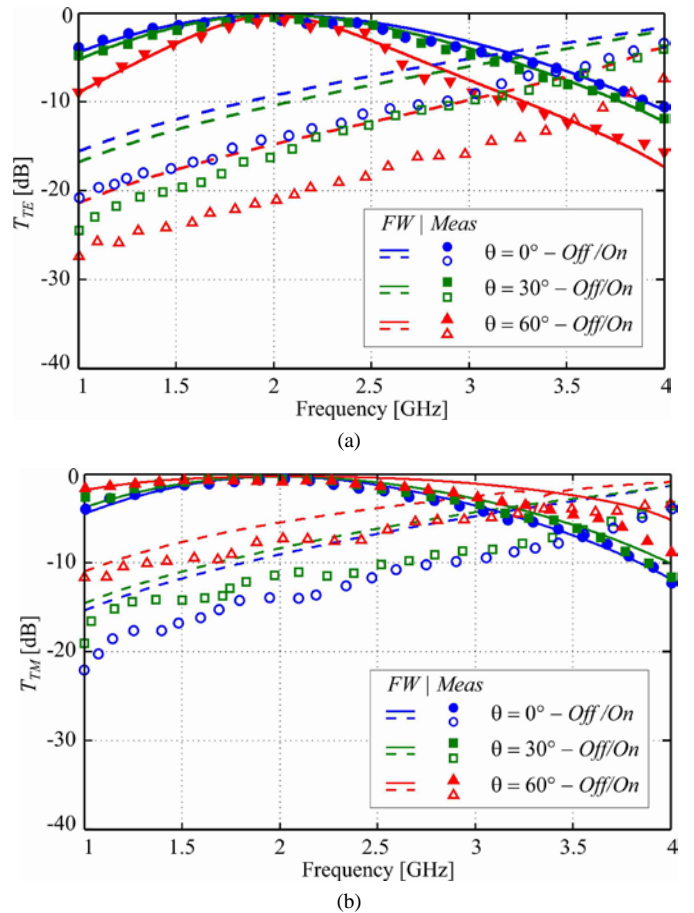 0
-10
-20
-30
-40
T_TE [dB]
FW | Meas
θ = 0° – Off /On
θ = 30° – Off/On
θ = 60° – Off/On
1 1.5 2 2.5 3 3.5 4
Frequency [GHz]
(a)
0
-10
-20
-30
-40
T_TM [dB]
FW | Meas
θ = 0° – Off /On
θ = 30° – Off/On
θ = 60° – Off/On
1 1.5 2 2.5 3 3.5 4
Frequency [GHz]
(b)